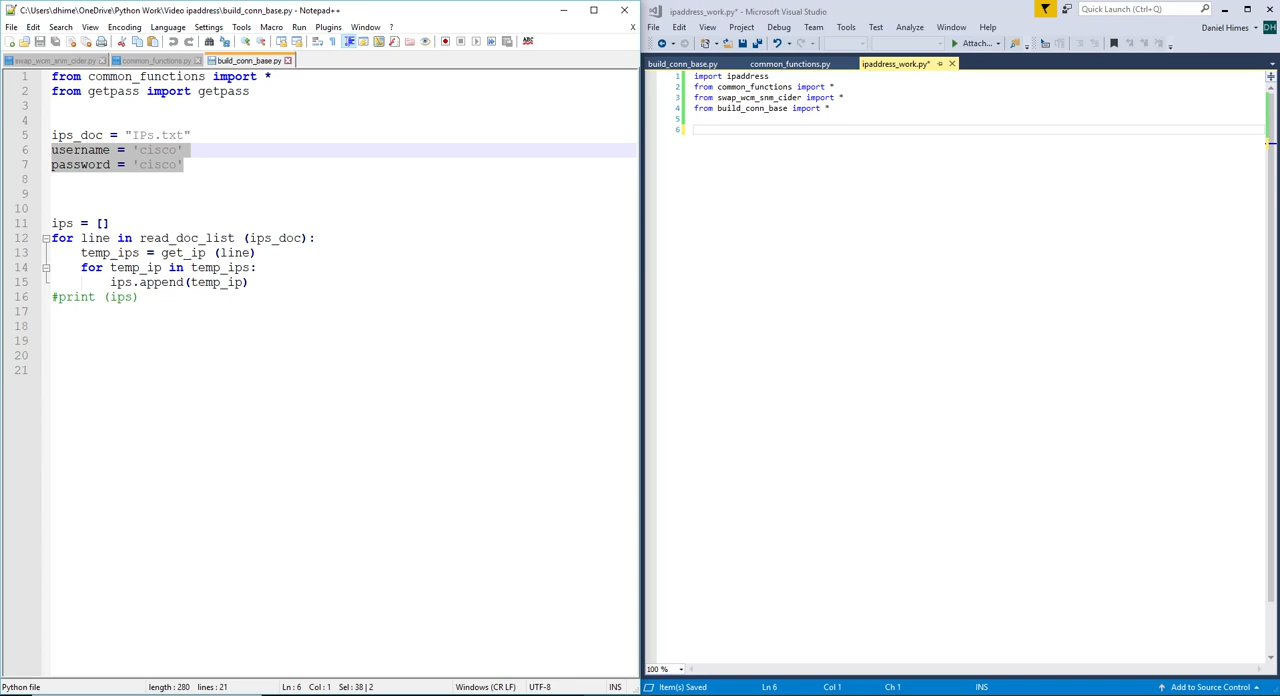 C:\Users\dhime\OneDrive\Python Work\Video ipaddress\build_conn_base.py - Notepad++
File Edit Search View Encoding Language Settings Tools Macro Run Plugins Window ? X
swap_wcm_snm_cider.py common_functions.py build_conn_base.py
1 from common_functions import *
2 from getpass import getpass
3
4
5 ips_doc = "IPs.txt"
6 username = 'cisco'
7 password = 'cisco'
8
9
10
11 ips = []
12 for line in read_doc_list (ips_doc):
13 temp_ips = get_ip (line)
14 for temp_ip in temp_ips:
15 ips.append(temp_ip)
16 #print (ips)
17
18
19
20
21
Python file length : 280 lines : 21 Ln : 6 Col : 1 Sel : 38 | 2 Windows (CR LF) UTF-8 INS
ipaddress_work.py* - Microsoft Visual Studio
Quick Launch (Ctrl+Q)
File Edit View Project Debug Team Tools Test Analyze Window Help
Daniel Himes DH
Attach...
build_conn_base.py common_functions.py ipaddress_work.py*
1 import ipaddress
2 from common_functions import *
3 from swap_wcm_snm_cider import *
4 from build_conn_base import *
5
6
100 %
Item(s) Saved Ln 6 Col 1 Ch 1 INS Add to Source Control